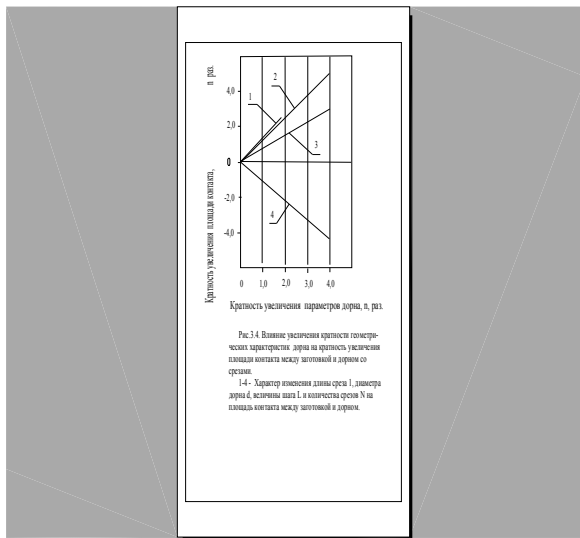 Кратность увеличения площади контакта, n раз.
4,0
2,0
0
-2,0
-4,0
1
2
3
4
0 1,0 2,0 3,0 4,0
Кратность увеличения параметров дорна, n, раз.
Рис.3.4. Влияние увеличения кратности геометри-
ческих характеристик дорна на кратность увеличения
площади контакта между заготовкой и дорном со
срезами.
1-4 - Характер изменения длины среза l, диаметра
дорна d, величины шага L и количества срезов N на
площадь контакта между заготовкой и дорном.